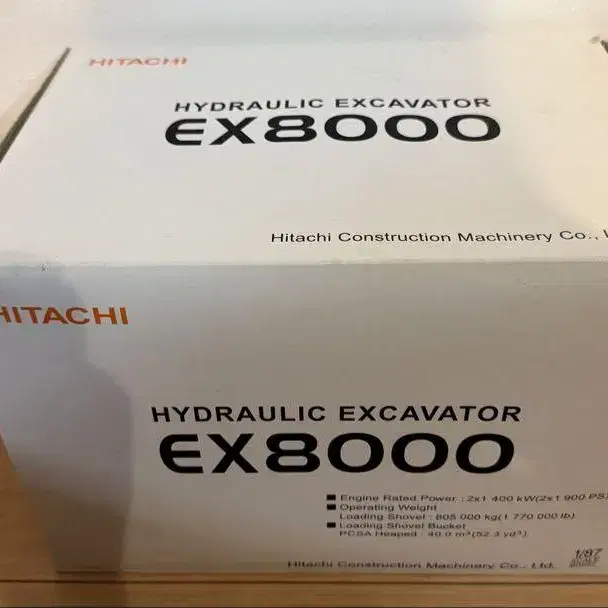 HITACHI
HYDRAULIC EXCAVATOR
EX8000
Hitachi Construction Machinery Co.,
HITACHI
HYDRAULIC EXCAVATOR
EX8000
■ Engine Rated Power : 2x1 400 kW(2x1 900 PS)
■ Operating Weight
Loading Shovel : 805 000 kg(1 770 000 lb)
■ Loading Shovel Bucket
PCSA Heaped : 40.0 m³(52.3 yd³)
Hitachi Construction Machinery Co., Ltd.
1/87
SCALE